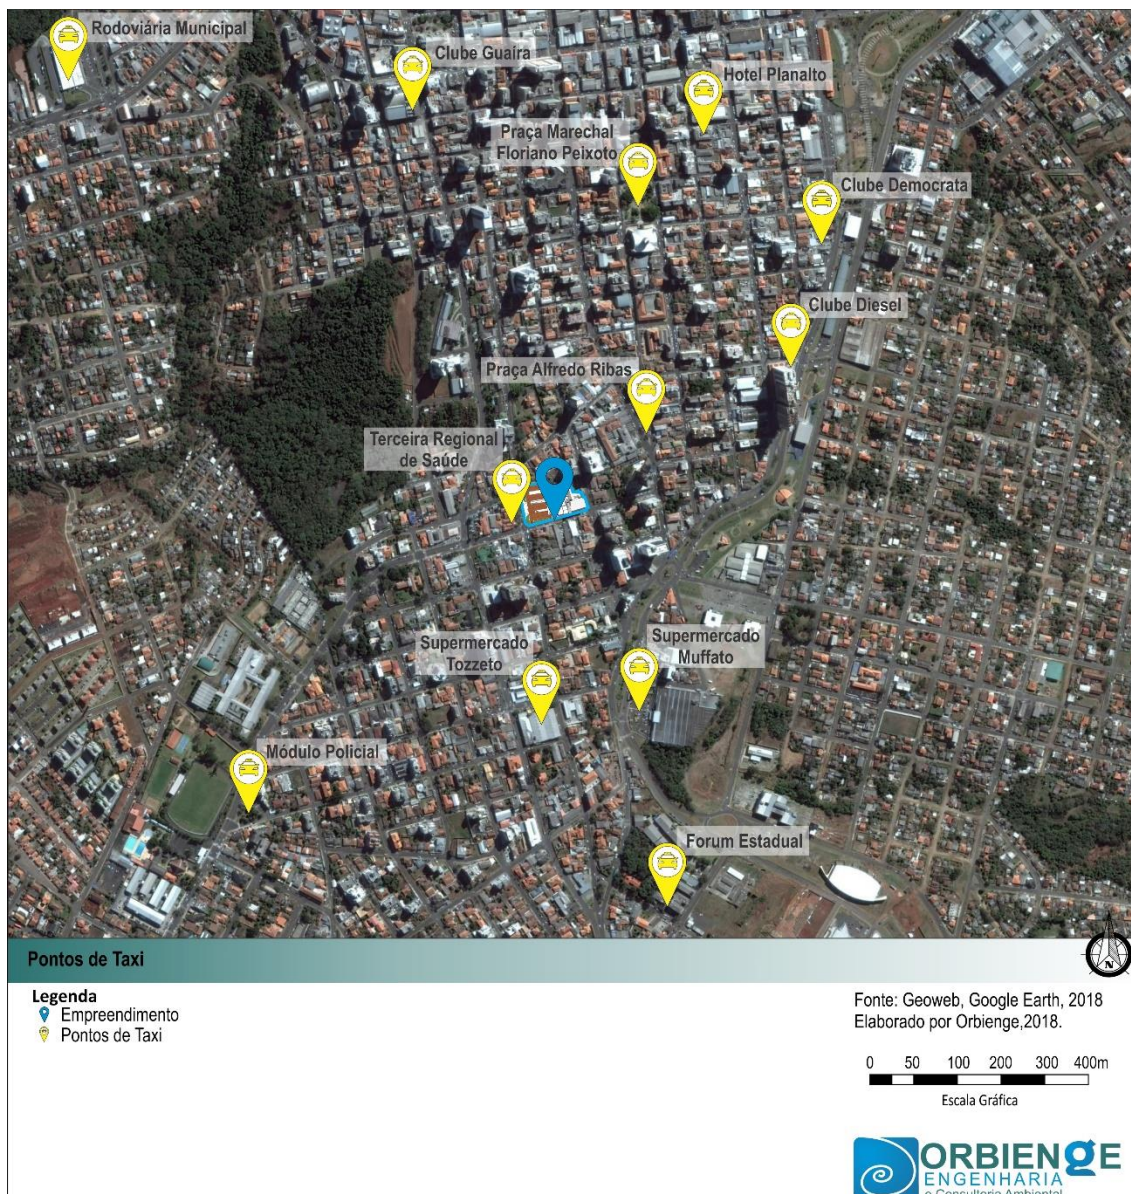 Rodoviária Municipal
Clube Guaíra
Hotel Planalto
Praça Marechal
Floriano Peixoto
Clube Democrata
Clube Diesel
Praça Alfredo Ribas
Terceira Regional
de Saúde
Supermercado
Tozzeto
Supermercado
Muffato
Módulo Policial
Forum Estadual
Pontos de Taxi
N
Legenda
Empreendimento
Pontos de Taxi
Fonte: Geoweb, Google Earth, 2018
Elaborado por Orbienge,2018.
0 50 100 200 300 400m
Escala Gráfica
ORBIENGE
ENGENHARIA
e Consultoria Ambiental